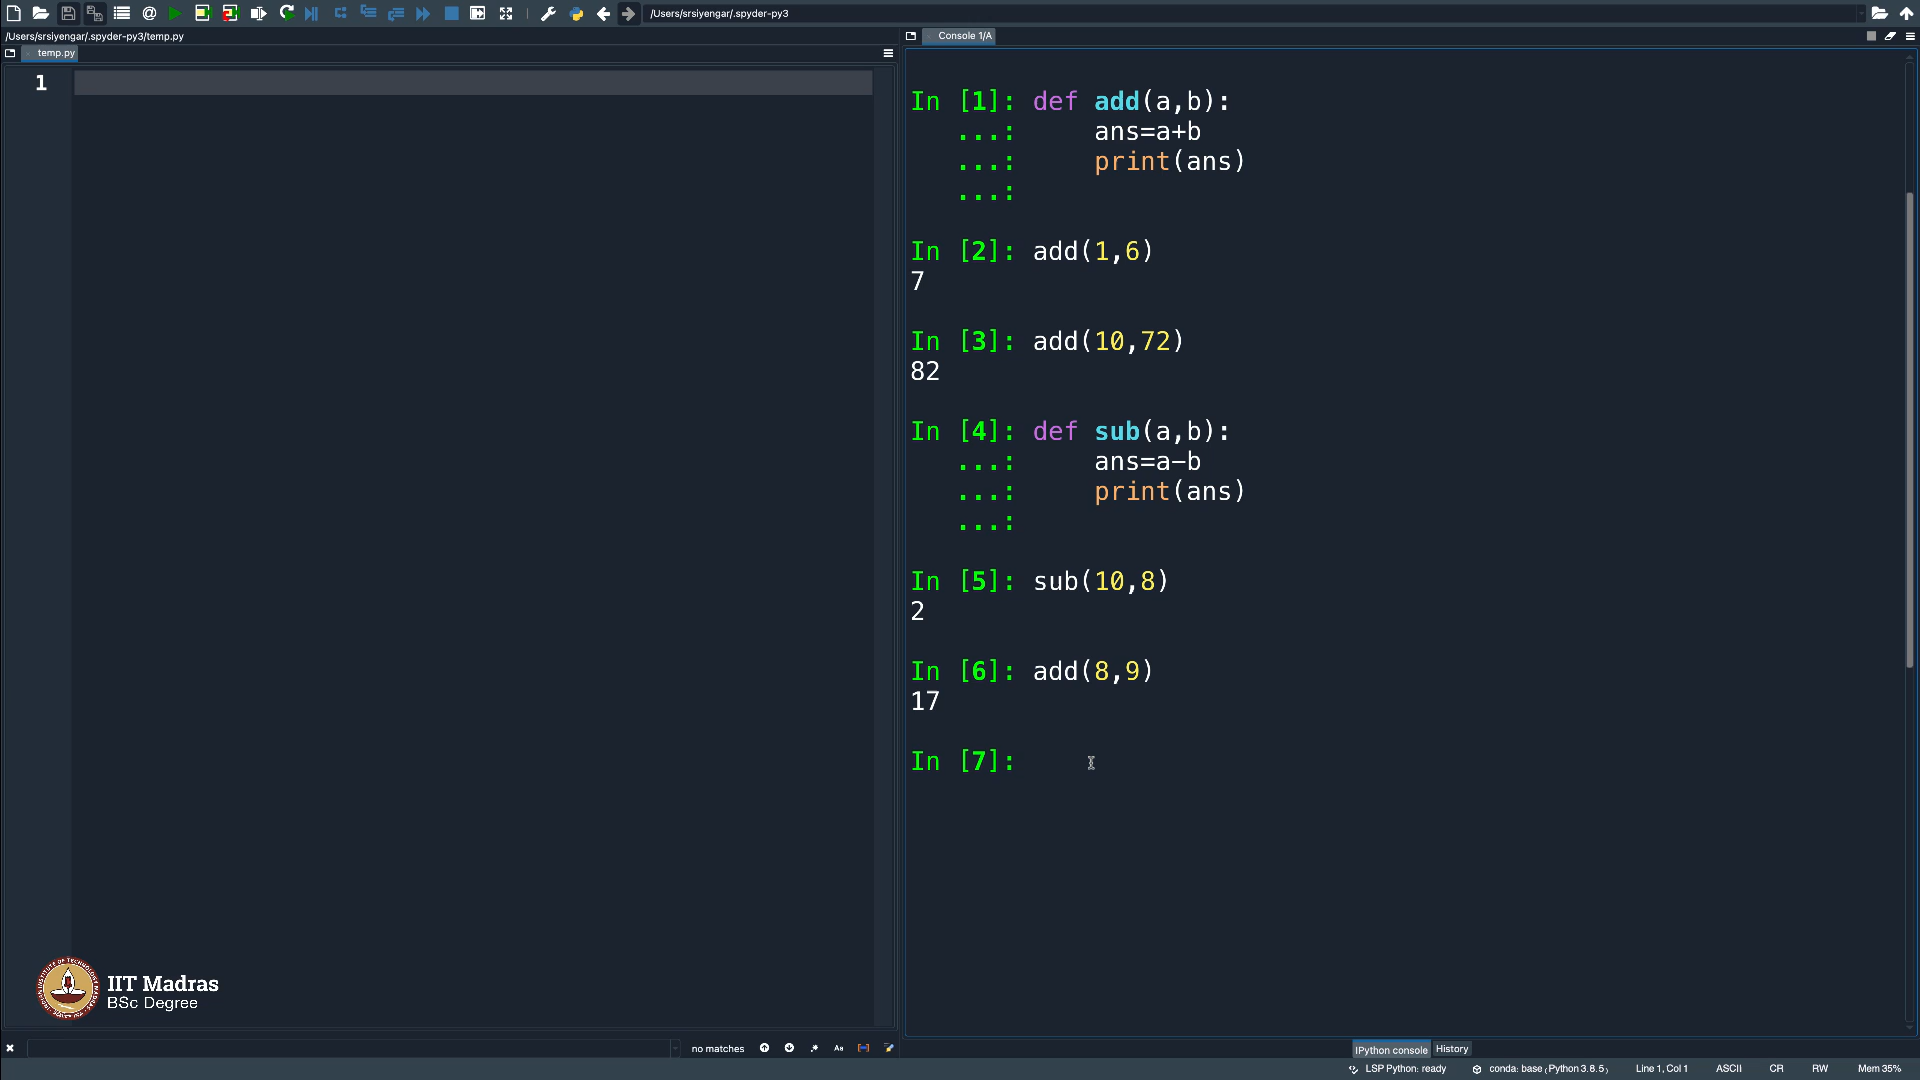 /Users/srsiyengar/.spyder-py3
/Users/srsiyengar/.spyder-py3/temp.py
temp.py
1
Console 1/A
In [1]: def add(a,b):
   ...:     ans=a+b
   ...:     print(ans)
   ...:
In [2]: add(1,6)
7
In [3]: add(10,72)
82
In [4]: def sub(a,b):
   ...:     ans=a-b
   ...:     print(ans)
   ...:
In [5]: sub(10,8)
2
In [6]: add(8,9)
17
In [7]:
IIT Madras
BSc Degree
no matches
Aa
IPython console
History
LSP Python: ready
conda: base (Python 3.8.5)
Line 1, Col 1
ASCII
CR
RW
Mem 35%